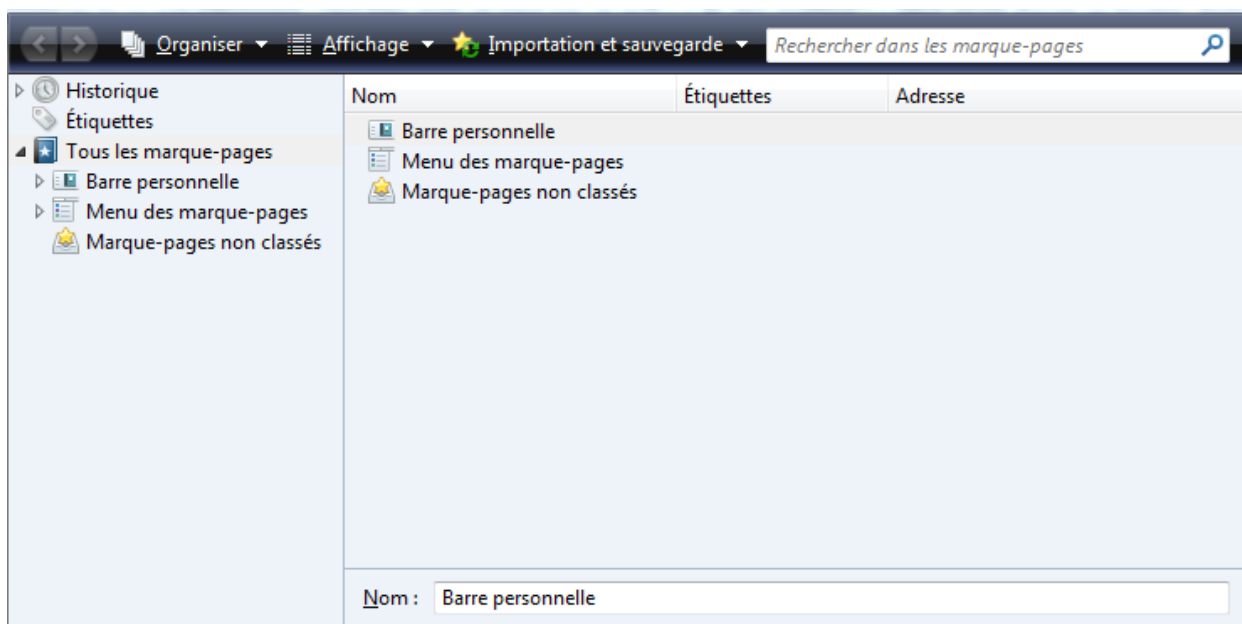 Organiser Affichage Importation et sauvegarde Rechercher dans les marque-pages
Historique
Étiquettes
Tous les marque-pages
Barre personnelle
Menu des marque-pages
Marque-pages non classés
Nom Étiquettes Adresse
Barre personnelle
Menu des marque-pages
Marque-pages non classés
Nom : Barre personnelle